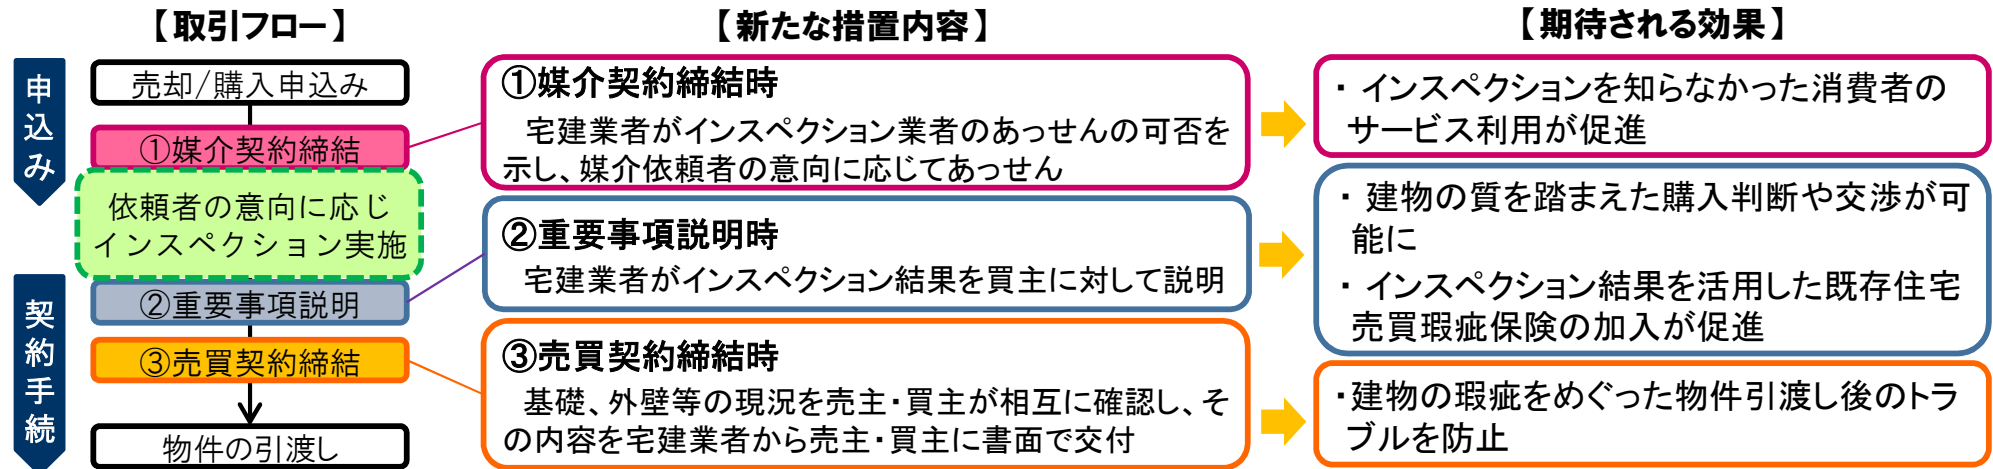 【取引フロー】
【新たな措置内容】
【期待される効果】
申込み
契約手続
売却/購入申込み
①媒介契約締結
依頼者の意向に応じ
インスペクション実施
②重要事項説明
③売買契約締結
物件の引渡し
①媒介契約締結時
宅建業者がインスペクション業者のあっせんの可否を
示し、媒介依頼者の意向に応じてあっせん
②重要事項説明時
宅建業者がインスペクション結果を買主に対して説明
③売買契約締結時
基礎、外壁等の現況を売主・買主が相互に確認し、そ
の内容を宅建業者から売主・買主に書面で交付
・ インスペクションを知らなかった消費者の
サービス利用が促進
・ 建物の質を踏まえた購入判断や交渉が可
能に
・ インスペクション結果を活用した既存住宅
売買瑕疵保険の加入が促進
・建物の瑕疵をめぐった物件引渡し後のトラ
ブルを防止